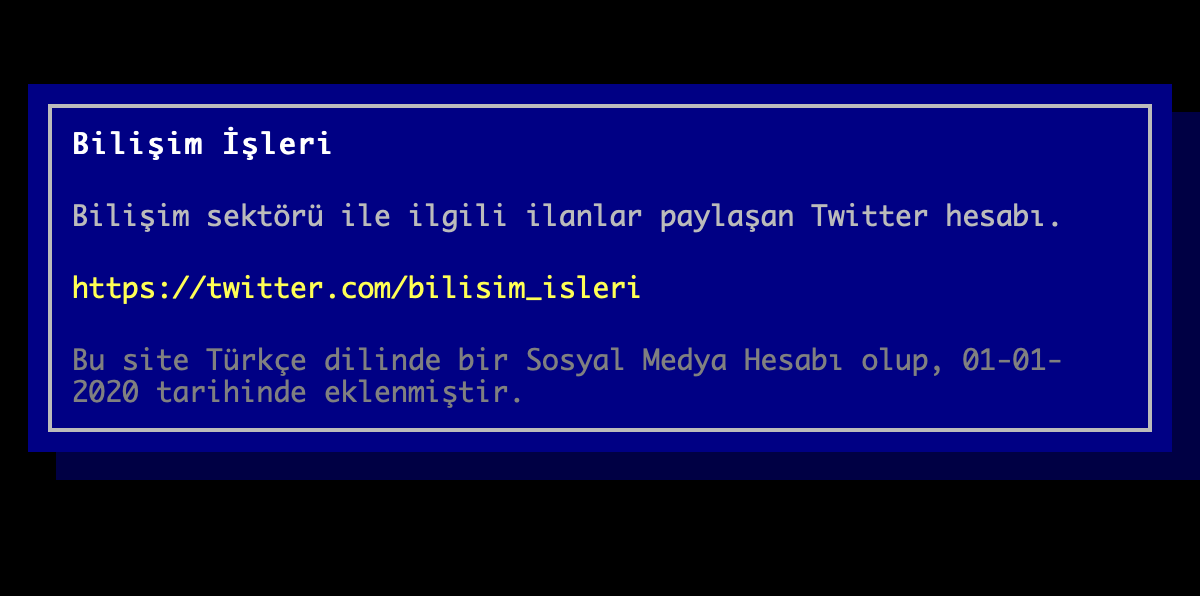 Bilişim İşleri
Bilişim sektörü ile ilgili ilanlar paylaşan Twitter hesabı.
https://twitter.com/bilisim_isleri
Bu site Türkçe dilinde bir Sosyal Medya Hesabı olup, 01-01-
2020 tarihinde eklenmiştir.